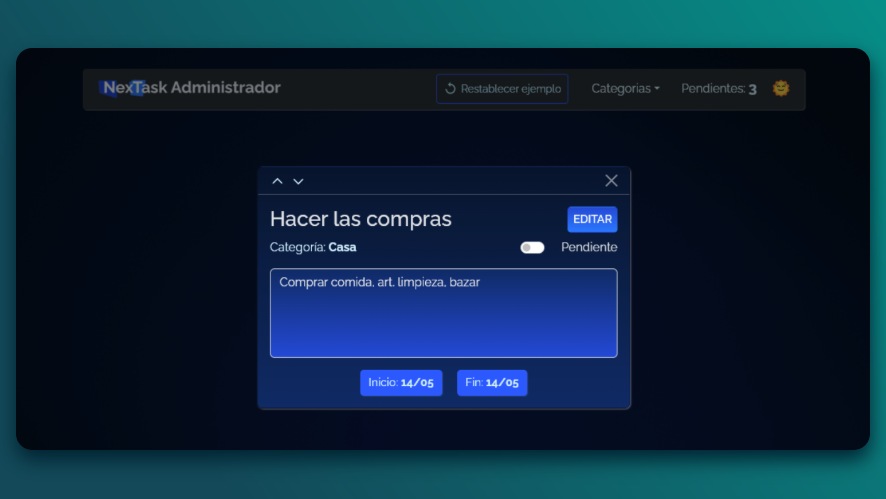 NexTask Administrador
Restablecer ejemplo
Categorias
Pendientes: 3
Hacer las compras
EDITAR
Categoría: Casa
Pendiente
Comprar comida, art. limpieza, bazar
Inicio: 14/05
Fin: 14/05